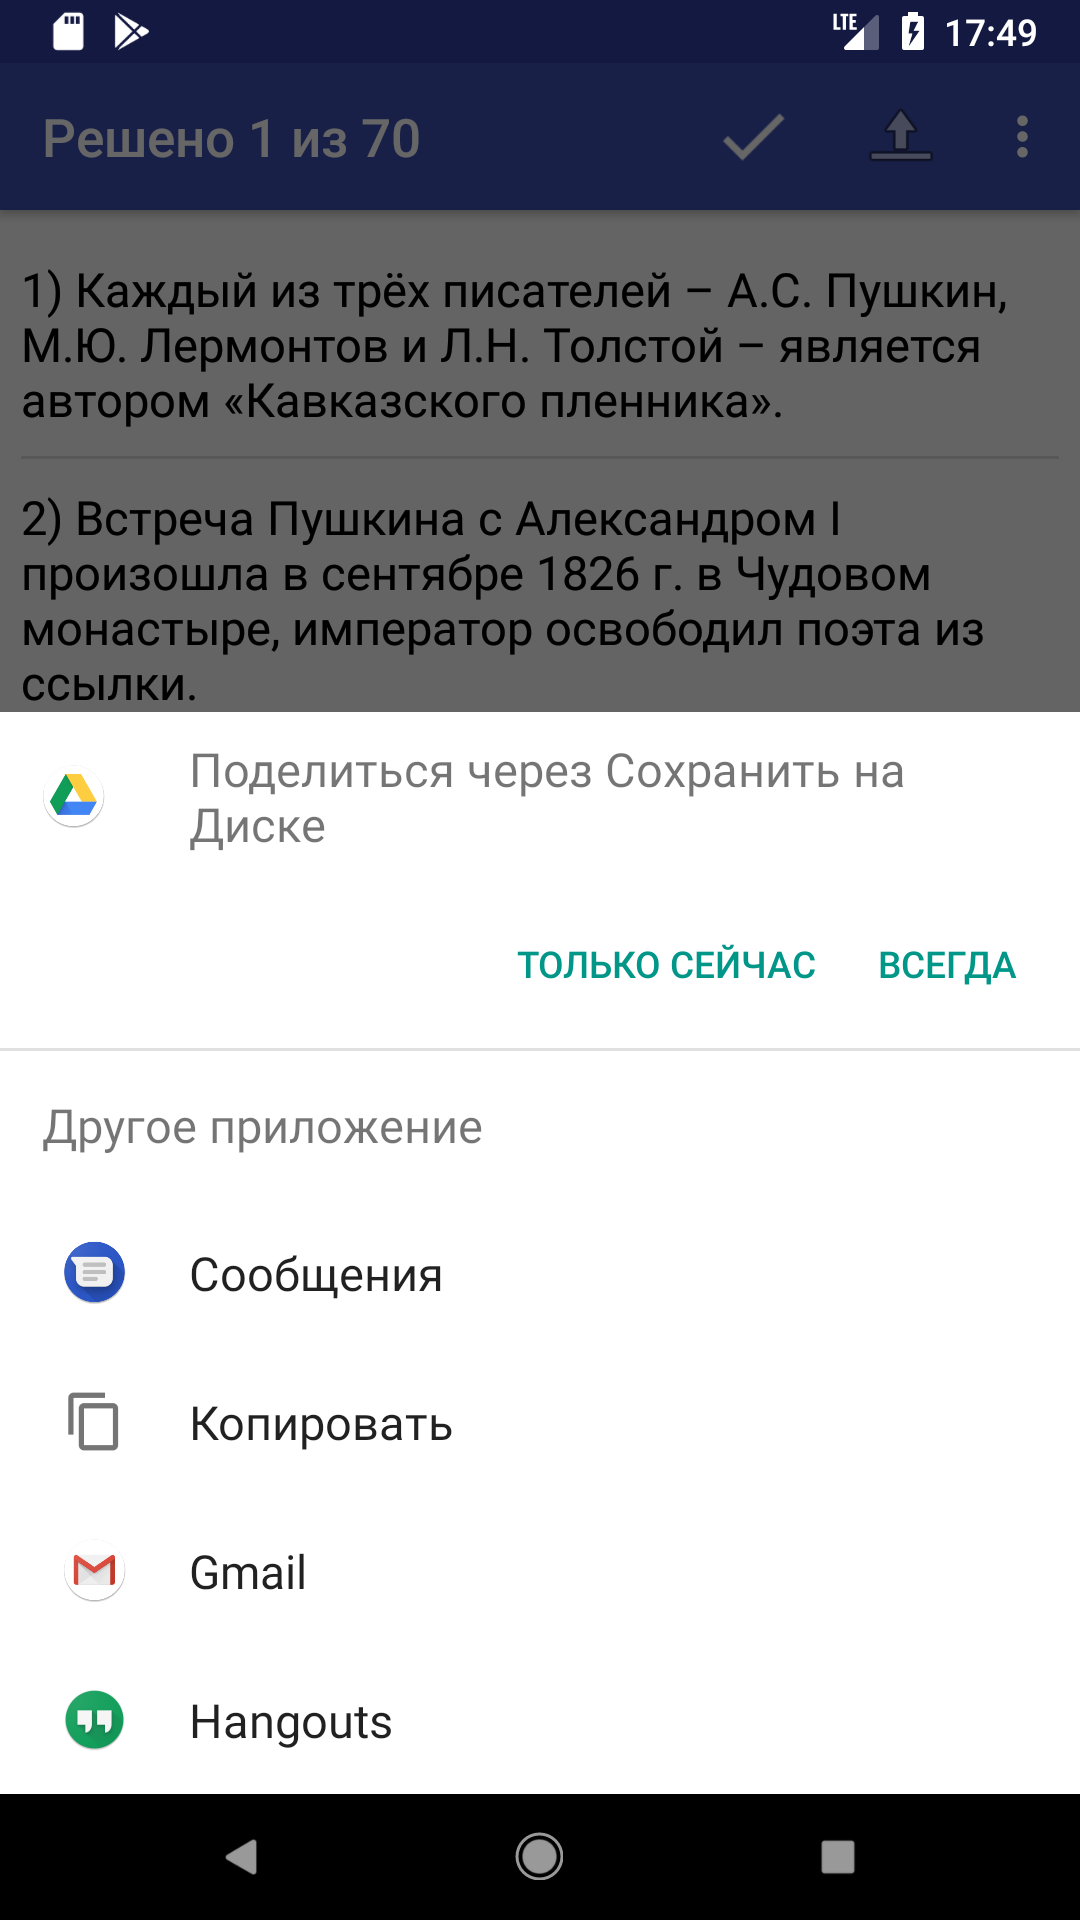 LTE 17:49
Решено 1 из 70
1) Каждый из трёх писателей – А.С. Пушкин,
М.Ю. Лермонтов и Л.Н. Толстой – является
автором «Кавказского пленника».
2) Встреча Пушкина с Александром I
произошла в сентябре 1826 г. в Чудовом
монастыре, император освободил поэта из
ссылки.
Поделиться через Сохранить на
Диске
ТОЛЬКО СЕЙЧАС ВСЕГДА
Другое приложение
Сообщения
Копировать
Gmail
Hangouts